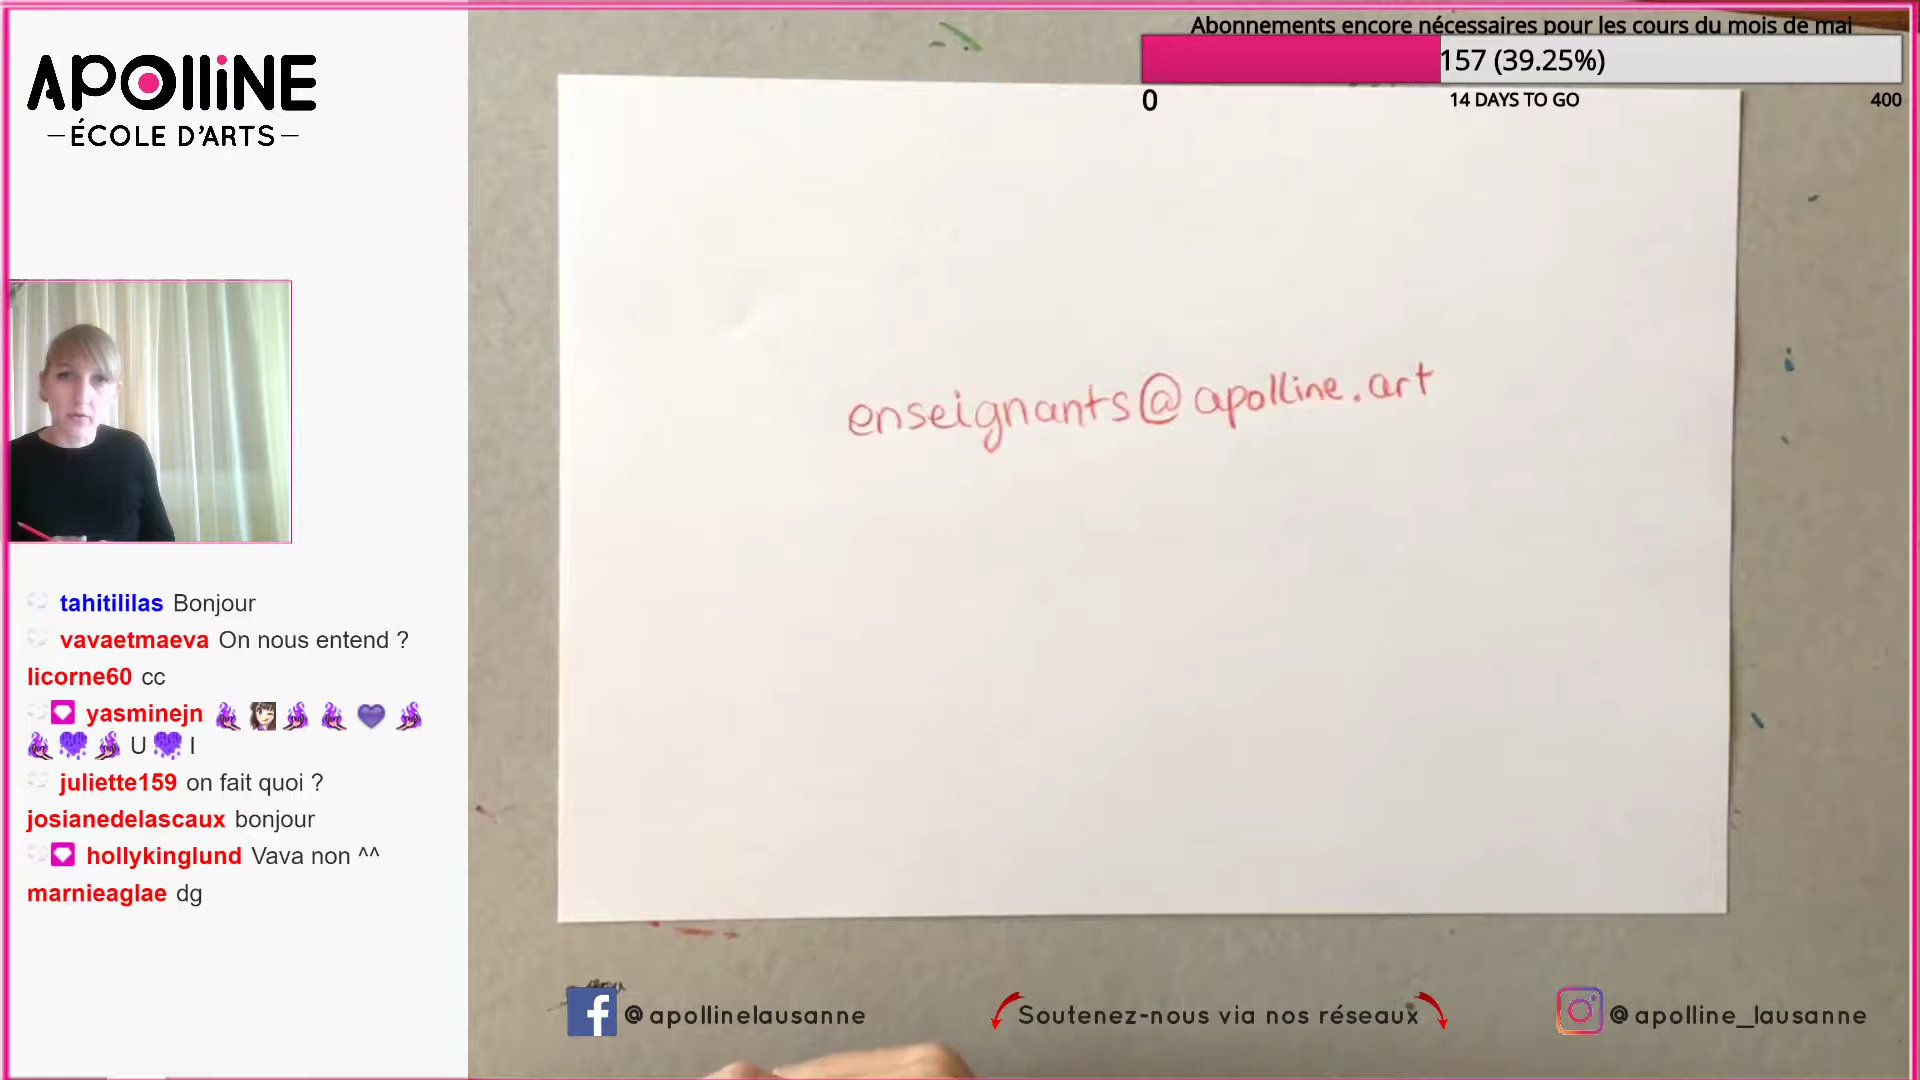 APOLLINE
—ÉCOLE D'ARTS—
Abonnements encore nécessaires pour les cours du mois de mai
157 (39.25%)
0
14 DAYS TO GO
400
enseignants@apolline.art
tahitililas Bonjour
vavaetmaeva On nous entend ?
licorne60 cc
yasminejn
U I
juliette159 on fait quoi ?
josianedelascaux bonjour
hollykinglund Vava non ^^
marnieaglae dg
@apollinelausanne
Soutenez-nous via nos réseaux
@apolline_lausanne